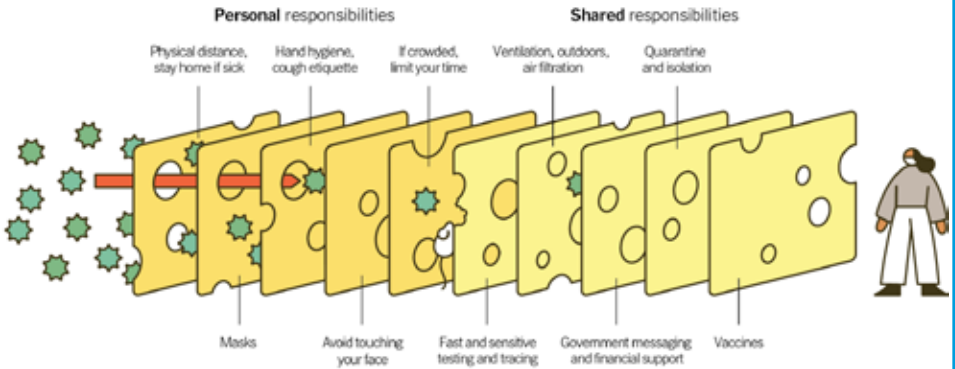 Personal responsibilities
Shared responsibilities
Physical distance,
stay home if sick
Hand hygiene,
cough etiquette
If crowded,
limit your time
Ventilation, outdoors,
air filtration
Quarantine
and isolation
Masks
Avoid touching
your face
Fast and sensitive
testing and tracing
Government messaging
and financial support
Vaccines